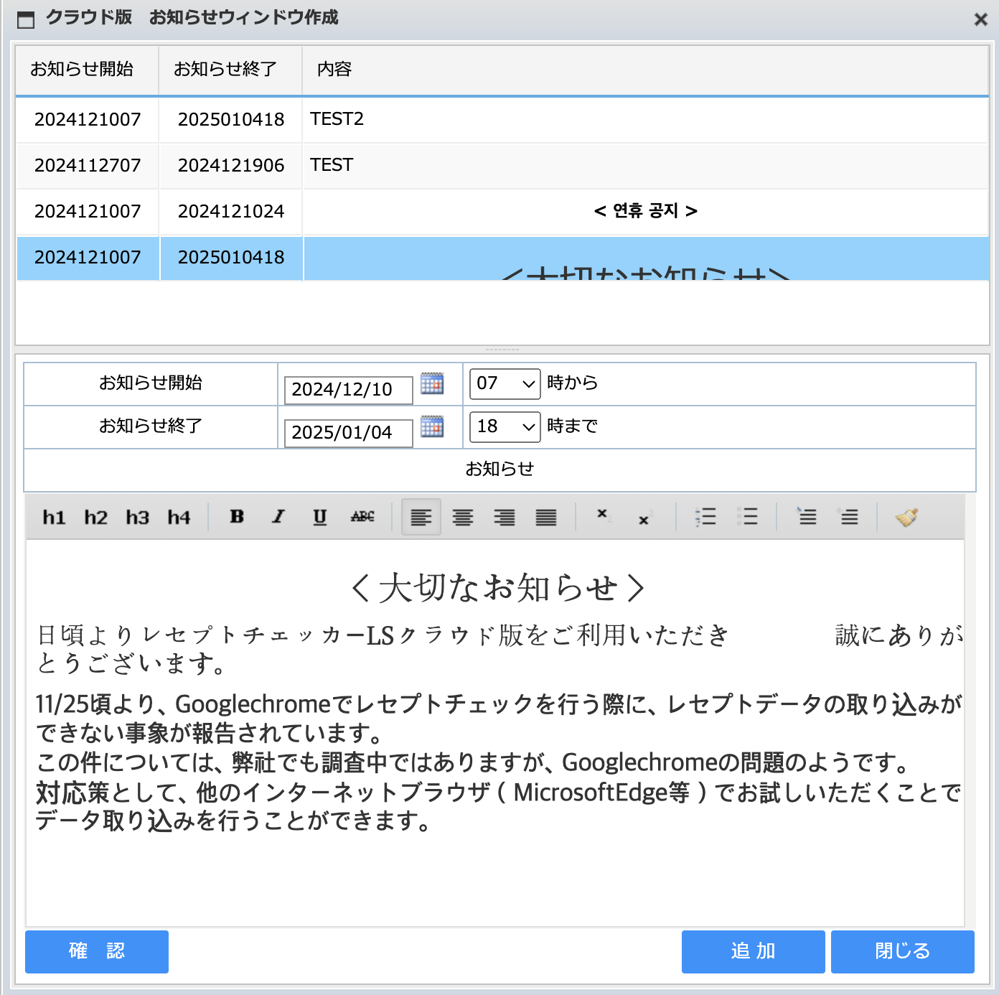 クラウド版　お知らせウィンドウ作成
お知らせ開始 お知らせ終了 内容
2024121007 2025010418 TEST2
2024112707 2024121906 TEST
2024121007 2024121024 < 연휴 공지 >
2024121007 2025010418 ＜大切なお知らせ＞
お知らせ開始 2024/12/10 07 時から
お知らせ終了 2025/01/04 18 時まで
お知らせ
h1 h2 h3 h4 B I U ABC x2 x2
＜大切なお知らせ＞
日頃よりレセプトチェッカーLSクラウド版をご利用いただき　　　　誠にありが
とうございます。
11/25頃より、Googlechromeでレセプトチェックを行う際に、レセプトデータの取り込みが
できない事象が報告されています。
この件については、弊社でも調査中ではありますが、Googlechromeの問題のようです。
対応策として、他のインターネットブラウザ（MicrosoftEdge等）でお試しいただくことで
データ取り込みを行うことができます。
確　認 追 加 閉じる